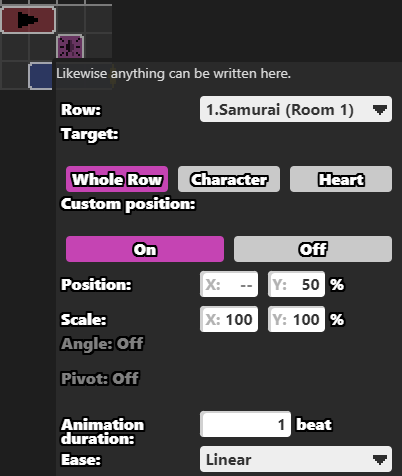 Likewise anything can be written here.
Row: 1.Samurai (Room 1)
Target:
Whole Row Character Heart
Custom position:
On Off
Position: X: -- Y: 50 %
Scale: X: 100 Y: 100 %
Angle: Off
Pivot: Off
Animation
duration: 1 beat
Ease: Linear